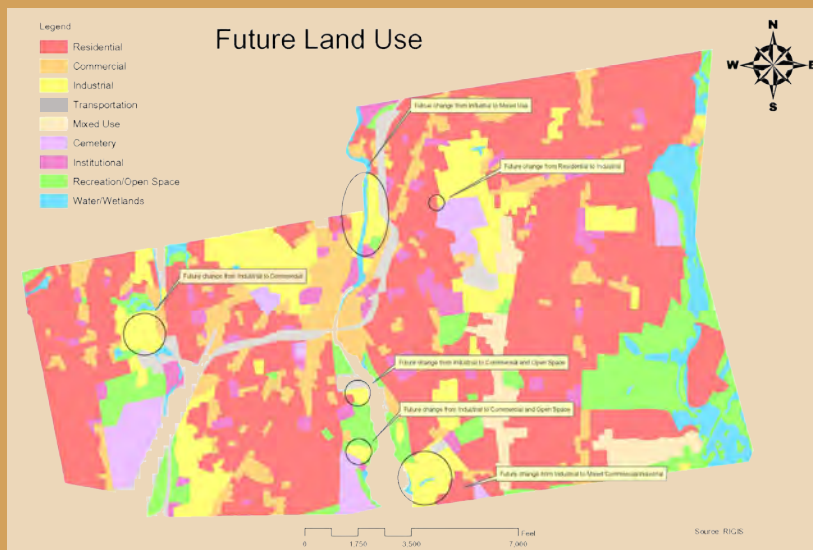 Legend
Future Land Use
Residential
Commercial
Industrial
Transportation
Mixed Use
Cemetery
Institutional
Recreation/Open Space
Water/Wetlands
N
W
E
S
Future change from Industrial to Mixed Use
Future change from Residential to Industrial
Future change from Industrial to Commercial
Future change from Industrial to Commercial and Open Space
Future change from Industrial to Commercial and Open Space
Future change from Industrial to Mixed Commercial/Industrial
Feet
0 1,750 3,500 7,000
Source: RIGIS